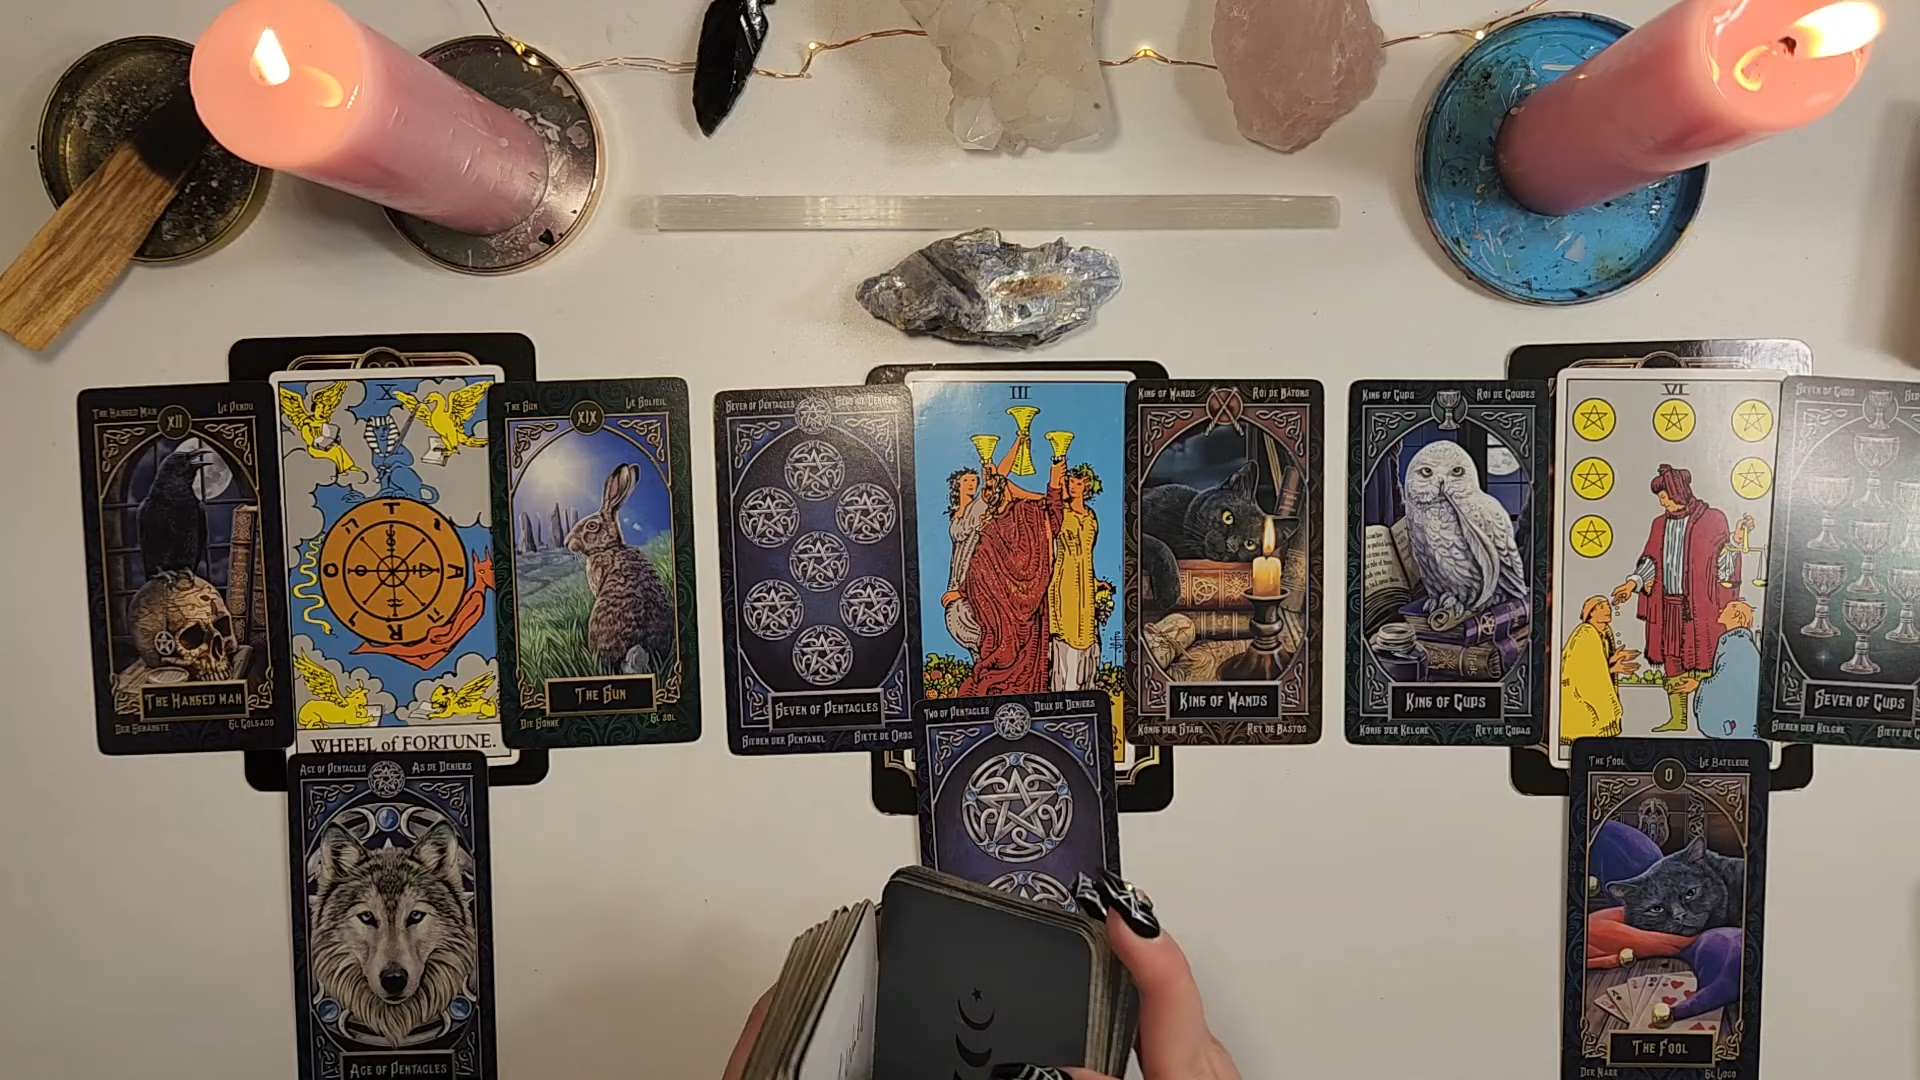 The Hanged Man
Le Pendu
XII
The Hanged Man
Der Gehängte
El Colgado
X
WHEEL of FORTUNE.
The Sun
Le Soleil
XIX
The Sun
Die Sonne
El Sol
Ace of Pentacles
As de Deniers
Ace of Pentacles
Seven of Pentacles
Seven of Pentacles
Sieben der Pentakel
Siete de Oros
III
Two of Pentacles
Deux de Deniers
King of Wands
Roi de Bâtons
King of Wands
König der Stäbe
Rey de Bastos
King of Cups
Roi de Coupes
King of Cups
König der Kelche
Rey de Copas
VI
Seven of Cups
Seven of Cups
Sieben der Kelche
The Fool
Le Bateleur
0
The Fool
Der Narr
El Loco